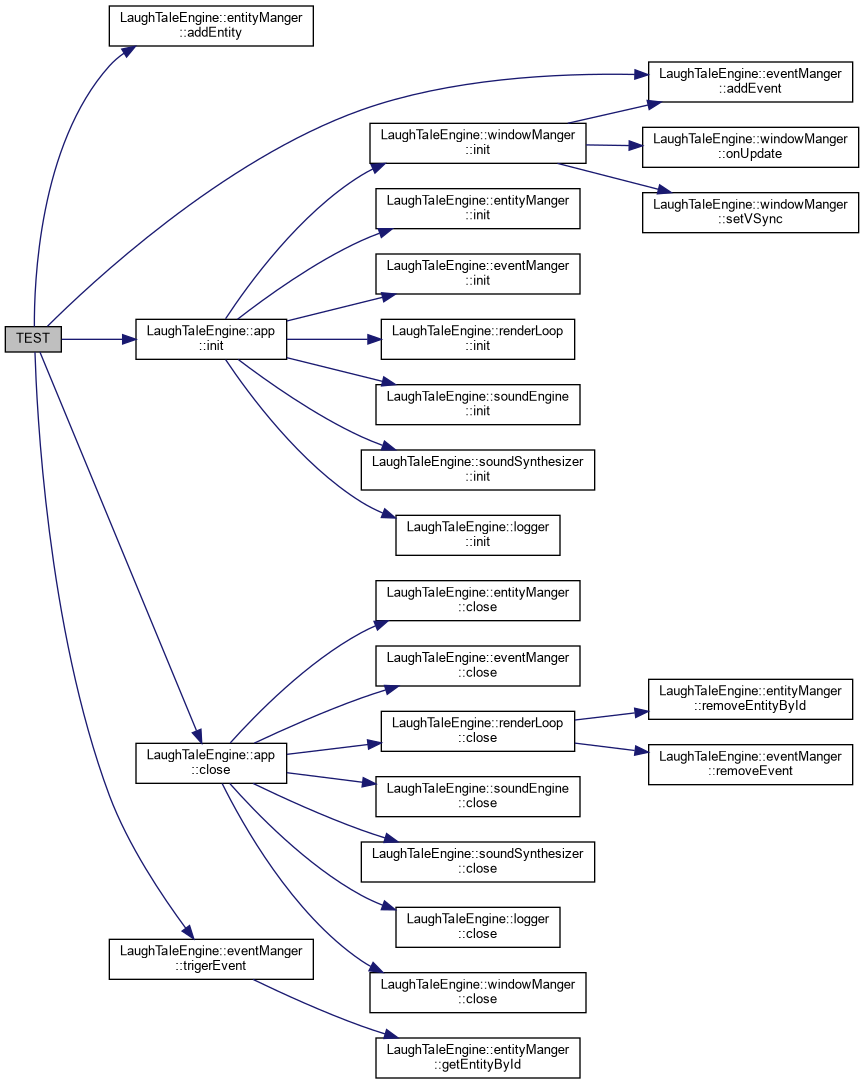 LaughTaleEngine::entityManger
::addEntity
LaughTaleEngine::eventManger
::addEvent
LaughTaleEngine::windowManger
::init
LaughTaleEngine::windowManger
::onUpdate
LaughTaleEngine::entityManger
::init
LaughTaleEngine::windowManger
::setVSync
LaughTaleEngine::eventManger
::init
TEST
LaughTaleEngine::app
::init
LaughTaleEngine::renderLoop
::init
LaughTaleEngine::soundEngine
::init
LaughTaleEngine::soundSynthesizer
::init
LaughTaleEngine::logger
::init
LaughTaleEngine::entityManger
::close
LaughTaleEngine::eventManger
::close
LaughTaleEngine::entityManger
::removeEntityById
LaughTaleEngine::renderLoop
::close
LaughTaleEngine::eventManger
::removeEvent
LaughTaleEngine::app
::close
LaughTaleEngine::soundEngine
::close
LaughTaleEngine::soundSynthesizer
::close
LaughTaleEngine::logger
::close
LaughTaleEngine::eventManger
::trigerEvent
LaughTaleEngine::windowManger
::close
LaughTaleEngine::entityManger
::getEntityById